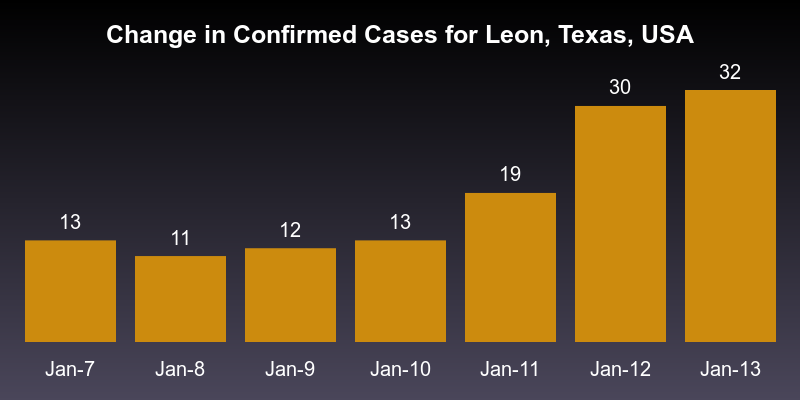 Change in Confirmed Cases for Leon, Texas, USA
13
11
12
13
19
30
32
Jan-7
Jan-8
Jan-9
Jan-10
Jan-11
Jan-12
Jan-13